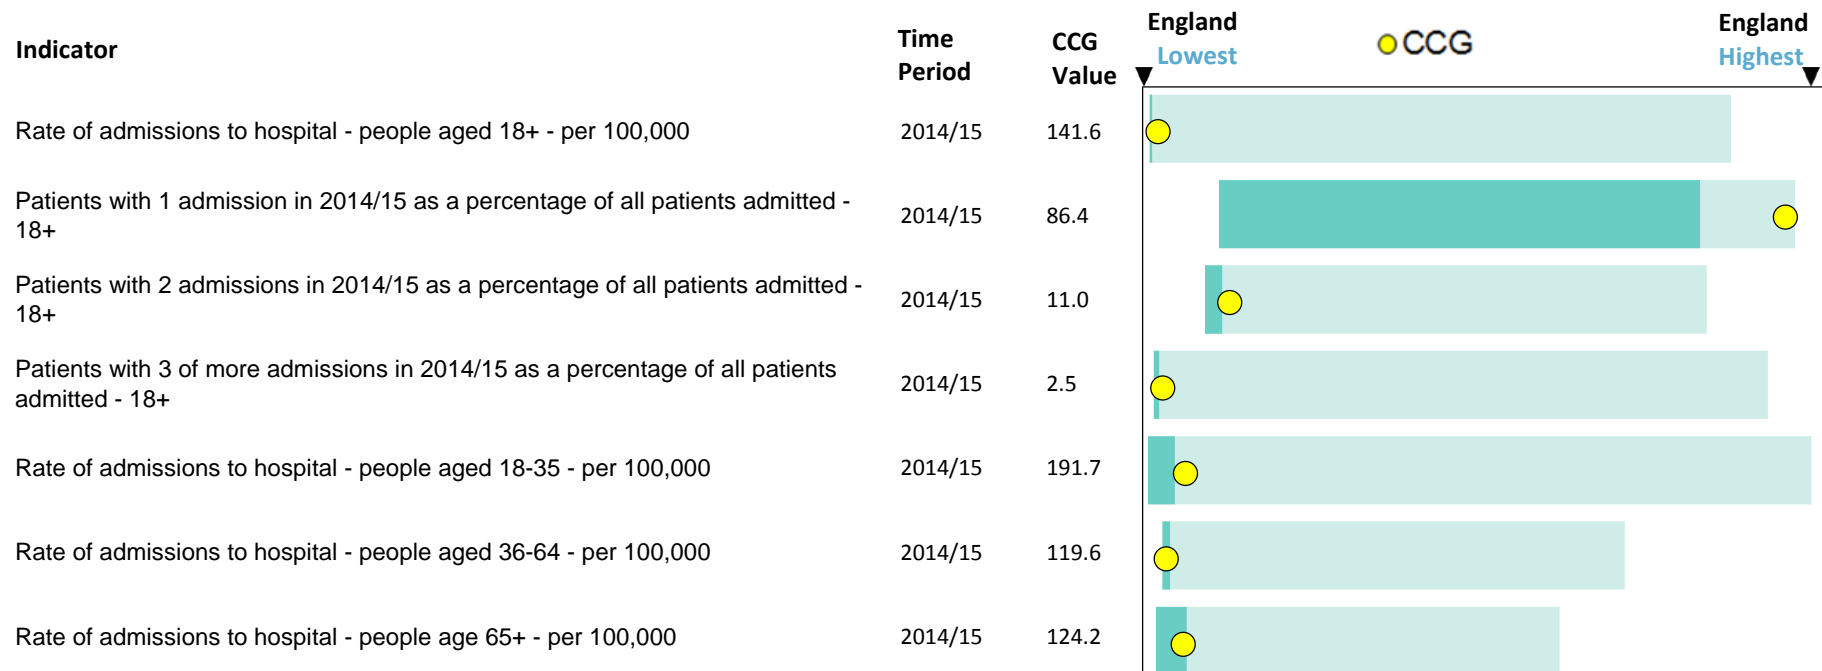 Indicator
Time Period
CCG Value
England Lowest
CCG
England Highest
Rate of admissions to hospital - people aged 18+ - per 100,000 2014/15 141.6
Patients with 1 admission in 2014/15 as a percentage of all patients admitted -
18+ 2014/15 86.4
Patients with 2 admissions in 2014/15 as a percentage of all patients admitted -
18+ 2014/15 11.0
Patients with 3 of more admissions in 2014/15 as a percentage of all patients
admitted - 18+ 2014/15 2.5
Rate of admissions to hospital - people aged 18-35 - per 100,000 2014/15 191.7
Rate of admissions to hospital - people aged 36-64 - per 100,000 2014/15 119.6
Rate of admissions to hospital - people age 65+ - per 100,000 2014/15 124.2